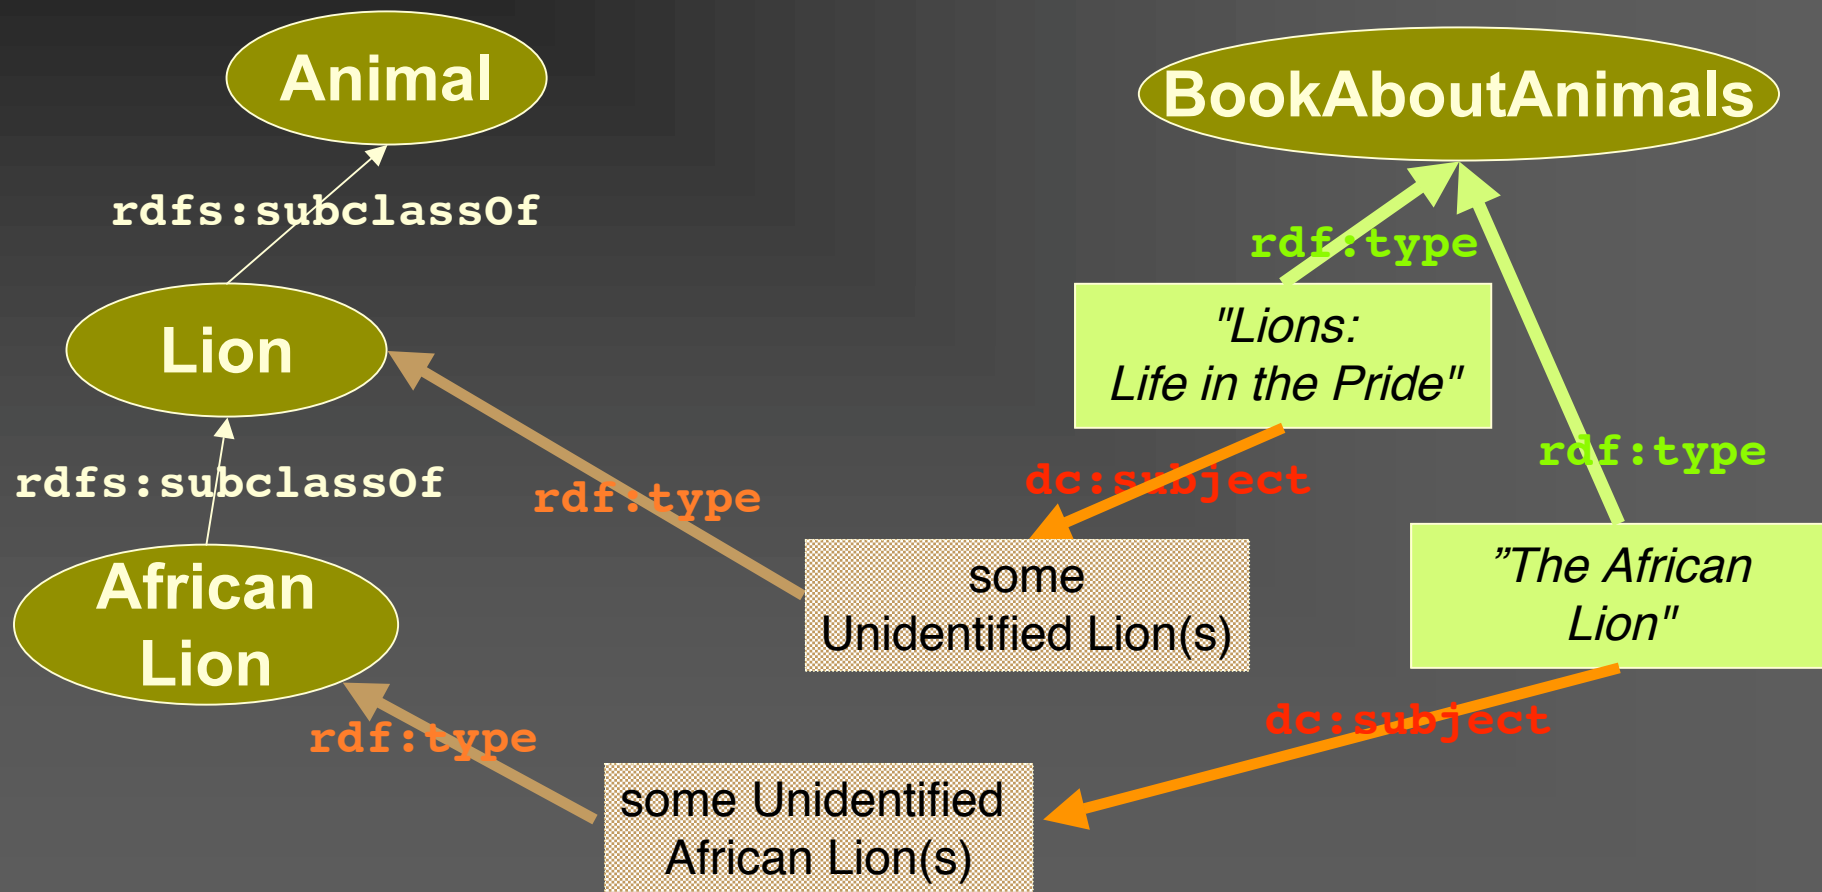 Animal
BookAboutAnimals
rdfs:subclassOf
rdf:type
"Lions:
Life in the Pride"
Lion
rdf:type
rdfs:subclassOf
rdf:type
dc:subject
some
Unidentified Lion(s)
”The African
Lion"
African
Lion
rdf:type
dc:subject
some Unidentified
African Lion(s)